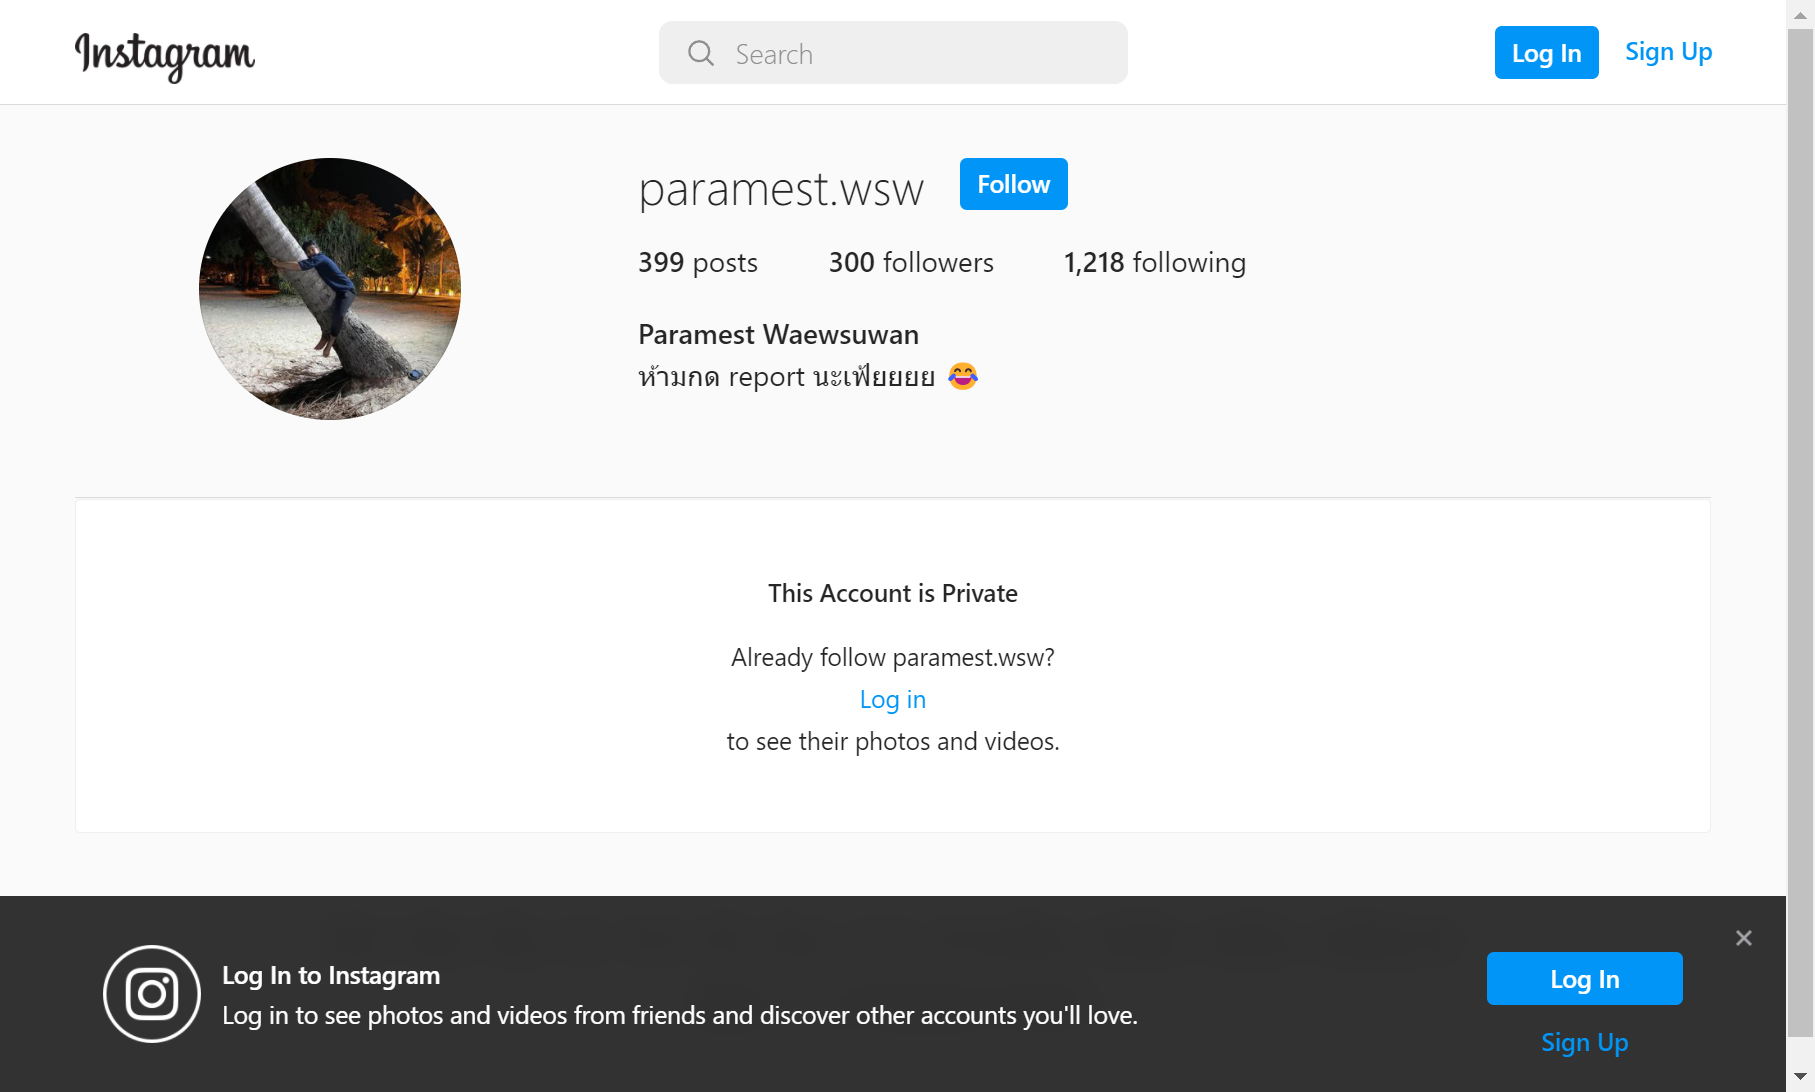 Instagram
Search
Log In
Sign Up
paramest.wsw
Follow
399 posts 300 followers 1,218 following
Paramest Waewsuwan
ห้ามกด report นะเฟ้ยยยย 😂
This Account is Private
Already follow paramest.wsw?
Log in
to see their photos and videos.
Log In to Instagram
Log in to see photos and videos from friends and discover other accounts you'll love.
Log In
Sign Up